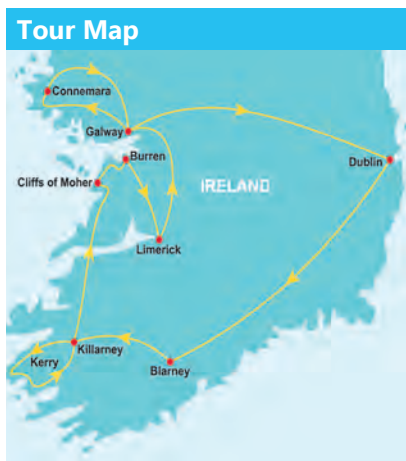 Tour Map
Connemara
Galway
Burren
Dublin
Cliffs of Moher
IRELAND
Limerick
Killarney
Kerry
Blarney